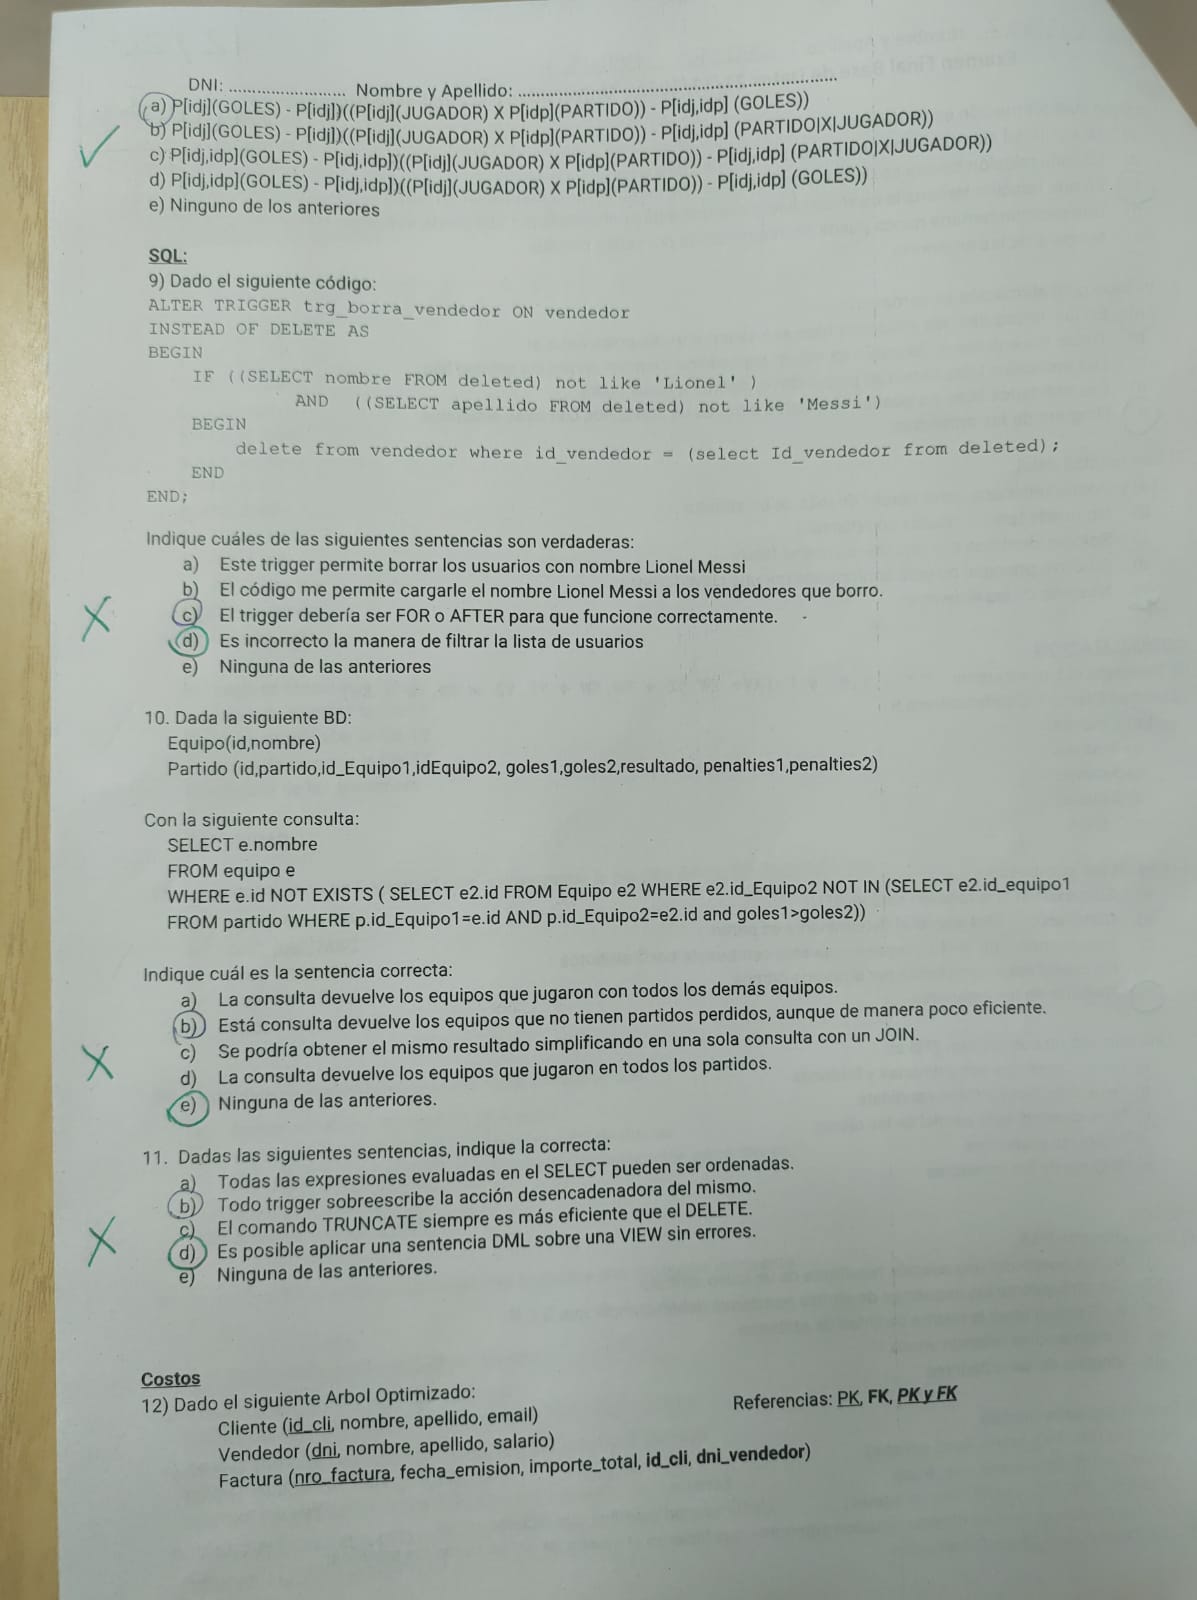 DNI: ........................ Nombre y Apellido: ................................................................
a) P[idj](GOLES) - P[idj])((P[idj](JUGADOR) X P[idp](PARTIDO)) - P[idj,idp] (GOLES))
b) P[idj](GOLES) - P[idj])((P[idj](JUGADOR) X P[idp](PARTIDO)) - P[idj,idp] (PARTIDO|X|JUGADOR))
c) P[idj,idp](GOLES) - P[idj,idp])((P[idj](JUGADOR) X P[idp](PARTIDO)) - P[idj,idp] (PARTIDO|X|JUGADOR))
d) P[idj,idp](GOLES) - P[idj,idp])((P[idj](JUGADOR) X P[idp](PARTIDO)) - P[idj,idp] (GOLES))
e) Ninguno de los anteriores
SQL:
9) Dado el siguiente código:
ALTER TRIGGER trg_borra_vendedor ON vendedor
INSTEAD OF DELETE AS
BEGIN
IF ((SELECT nombre FROM deleted) not like 'Lionel' )
AND ((SELECT apellido FROM deleted) not like 'Messi')
BEGIN
delete from vendedor where id_vendedor = (select Id_vendedor from deleted);
END
END;
Indique cuáles de las siguientes sentencias son verdaderas:
a) Este trigger permite borrar los usuarios con nombre Lionel Messi
b) El código me permite cargarle el nombre Lionel Messi a los vendedores que borro.
c) El trigger debería ser FOR o AFTER para que funcione correctamente.
d) Es incorrecto la manera de filtrar la lista de usuarios
e) Ninguna de las anteriores
10. Dada la siguiente BD:
Equipo(id,nombre)
Partido (id,partido,id_Equipo1,idEquipo2, goles1,goles2,resultado, penalties1,penalties2)
Con la siguiente consulta:
SELECT e.nombre
FROM equipo e
WHERE e.id NOT EXISTS ( SELECT e2.id FROM Equipo e2 WHERE e2.id_Equipo2 NOT IN (SELECT e2.id_equipo1
FROM partido WHERE p.id_Equipo1=e.id AND p.id_Equipo2=e2.id and goles1>goles2))
Indique cuál es la sentencia correcta:
a) La consulta devuelve los equipos que jugaron con todos los demás equipos.
b) Está consulta devuelve los equipos que no tienen partidos perdidos, aunque de manera poco eficiente.
c) Se podría obtener el mismo resultado simplificando en una sola consulta con un JOIN.
d) La consulta devuelve los equipos que jugaron en todos los partidos.
e) Ninguna de las anteriores.
11. Dadas las siguientes sentencias, indique la correcta:
a) Todas las expresiones evaluadas en el SELECT pueden ser ordenadas.
b) Todo trigger sobreescribe la acción desencadenadora del mismo.
c) El comando TRUNCATE siempre es más eficiente que el DELETE.
d) Es posible aplicar una sentencia DML sobre una VIEW sin errores.
e) Ninguna de las anteriores.
Costos
12) Dado el siguiente Arbol Optimizado: Referencias: PK, FK, PK y FK
Cliente (id_cli, nombre, apellido, email)
Vendedor (dni, nombre, apellido, salario)
Factura (nro_factura, fecha_emision, importe_total, id_cli, dni_vendedor)